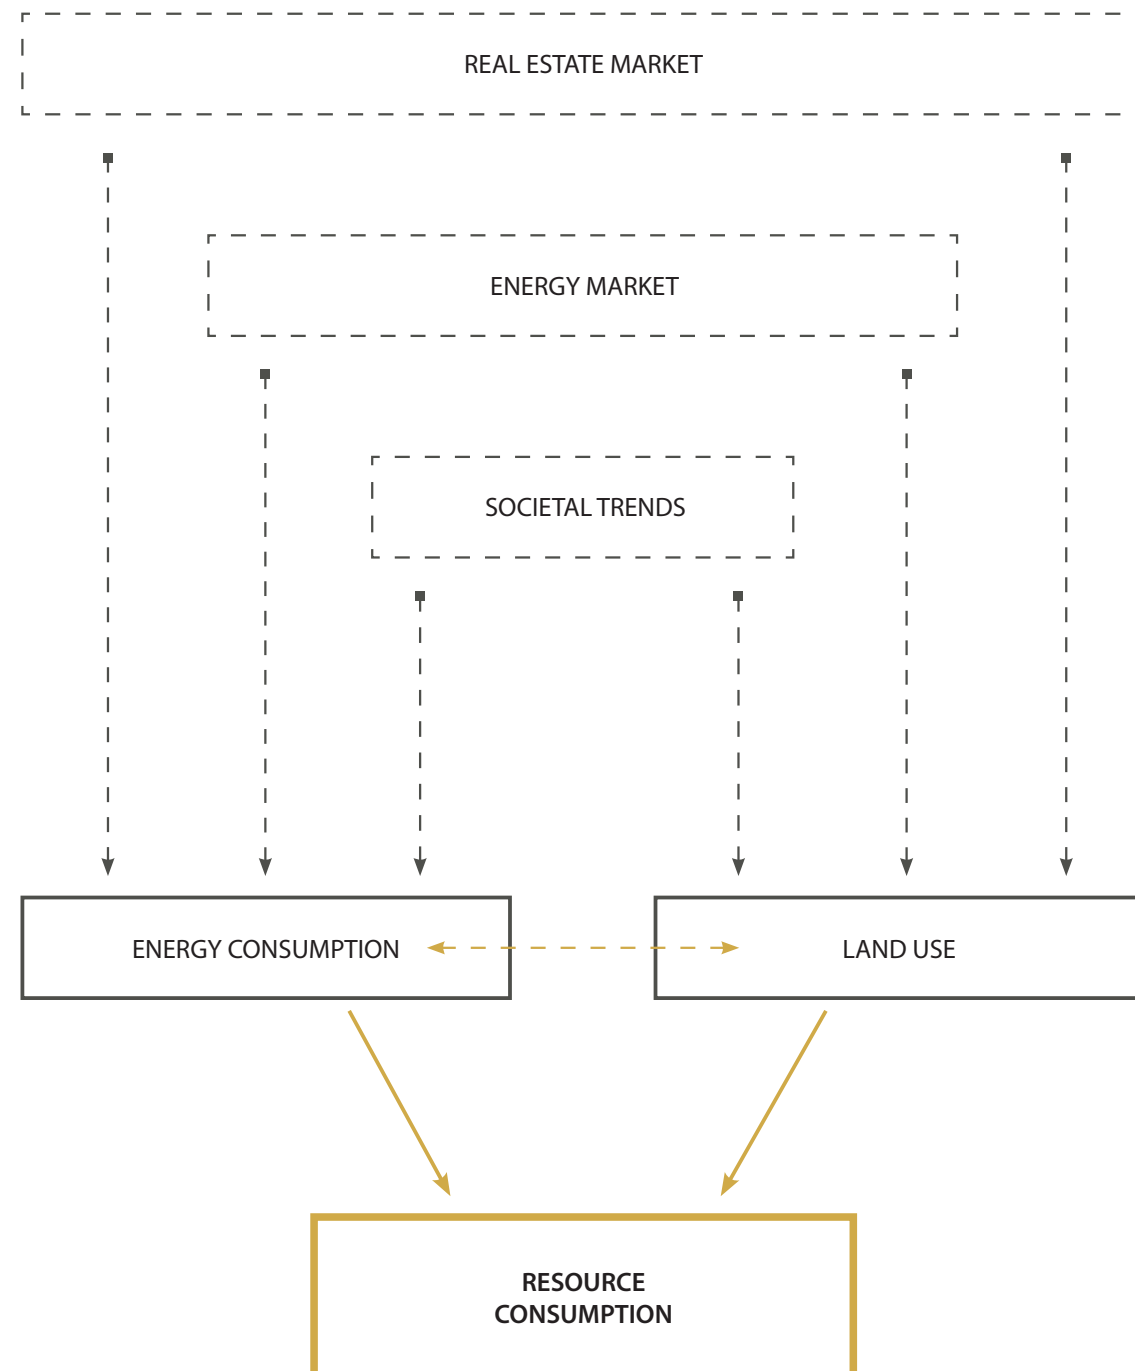 REAL ESTATE MARKET
ENERGY MARKET
SOCIETAL TRENDS
ENERGY CONSUMPTION
LAND USE
RESOURCE
CONSUMPTION